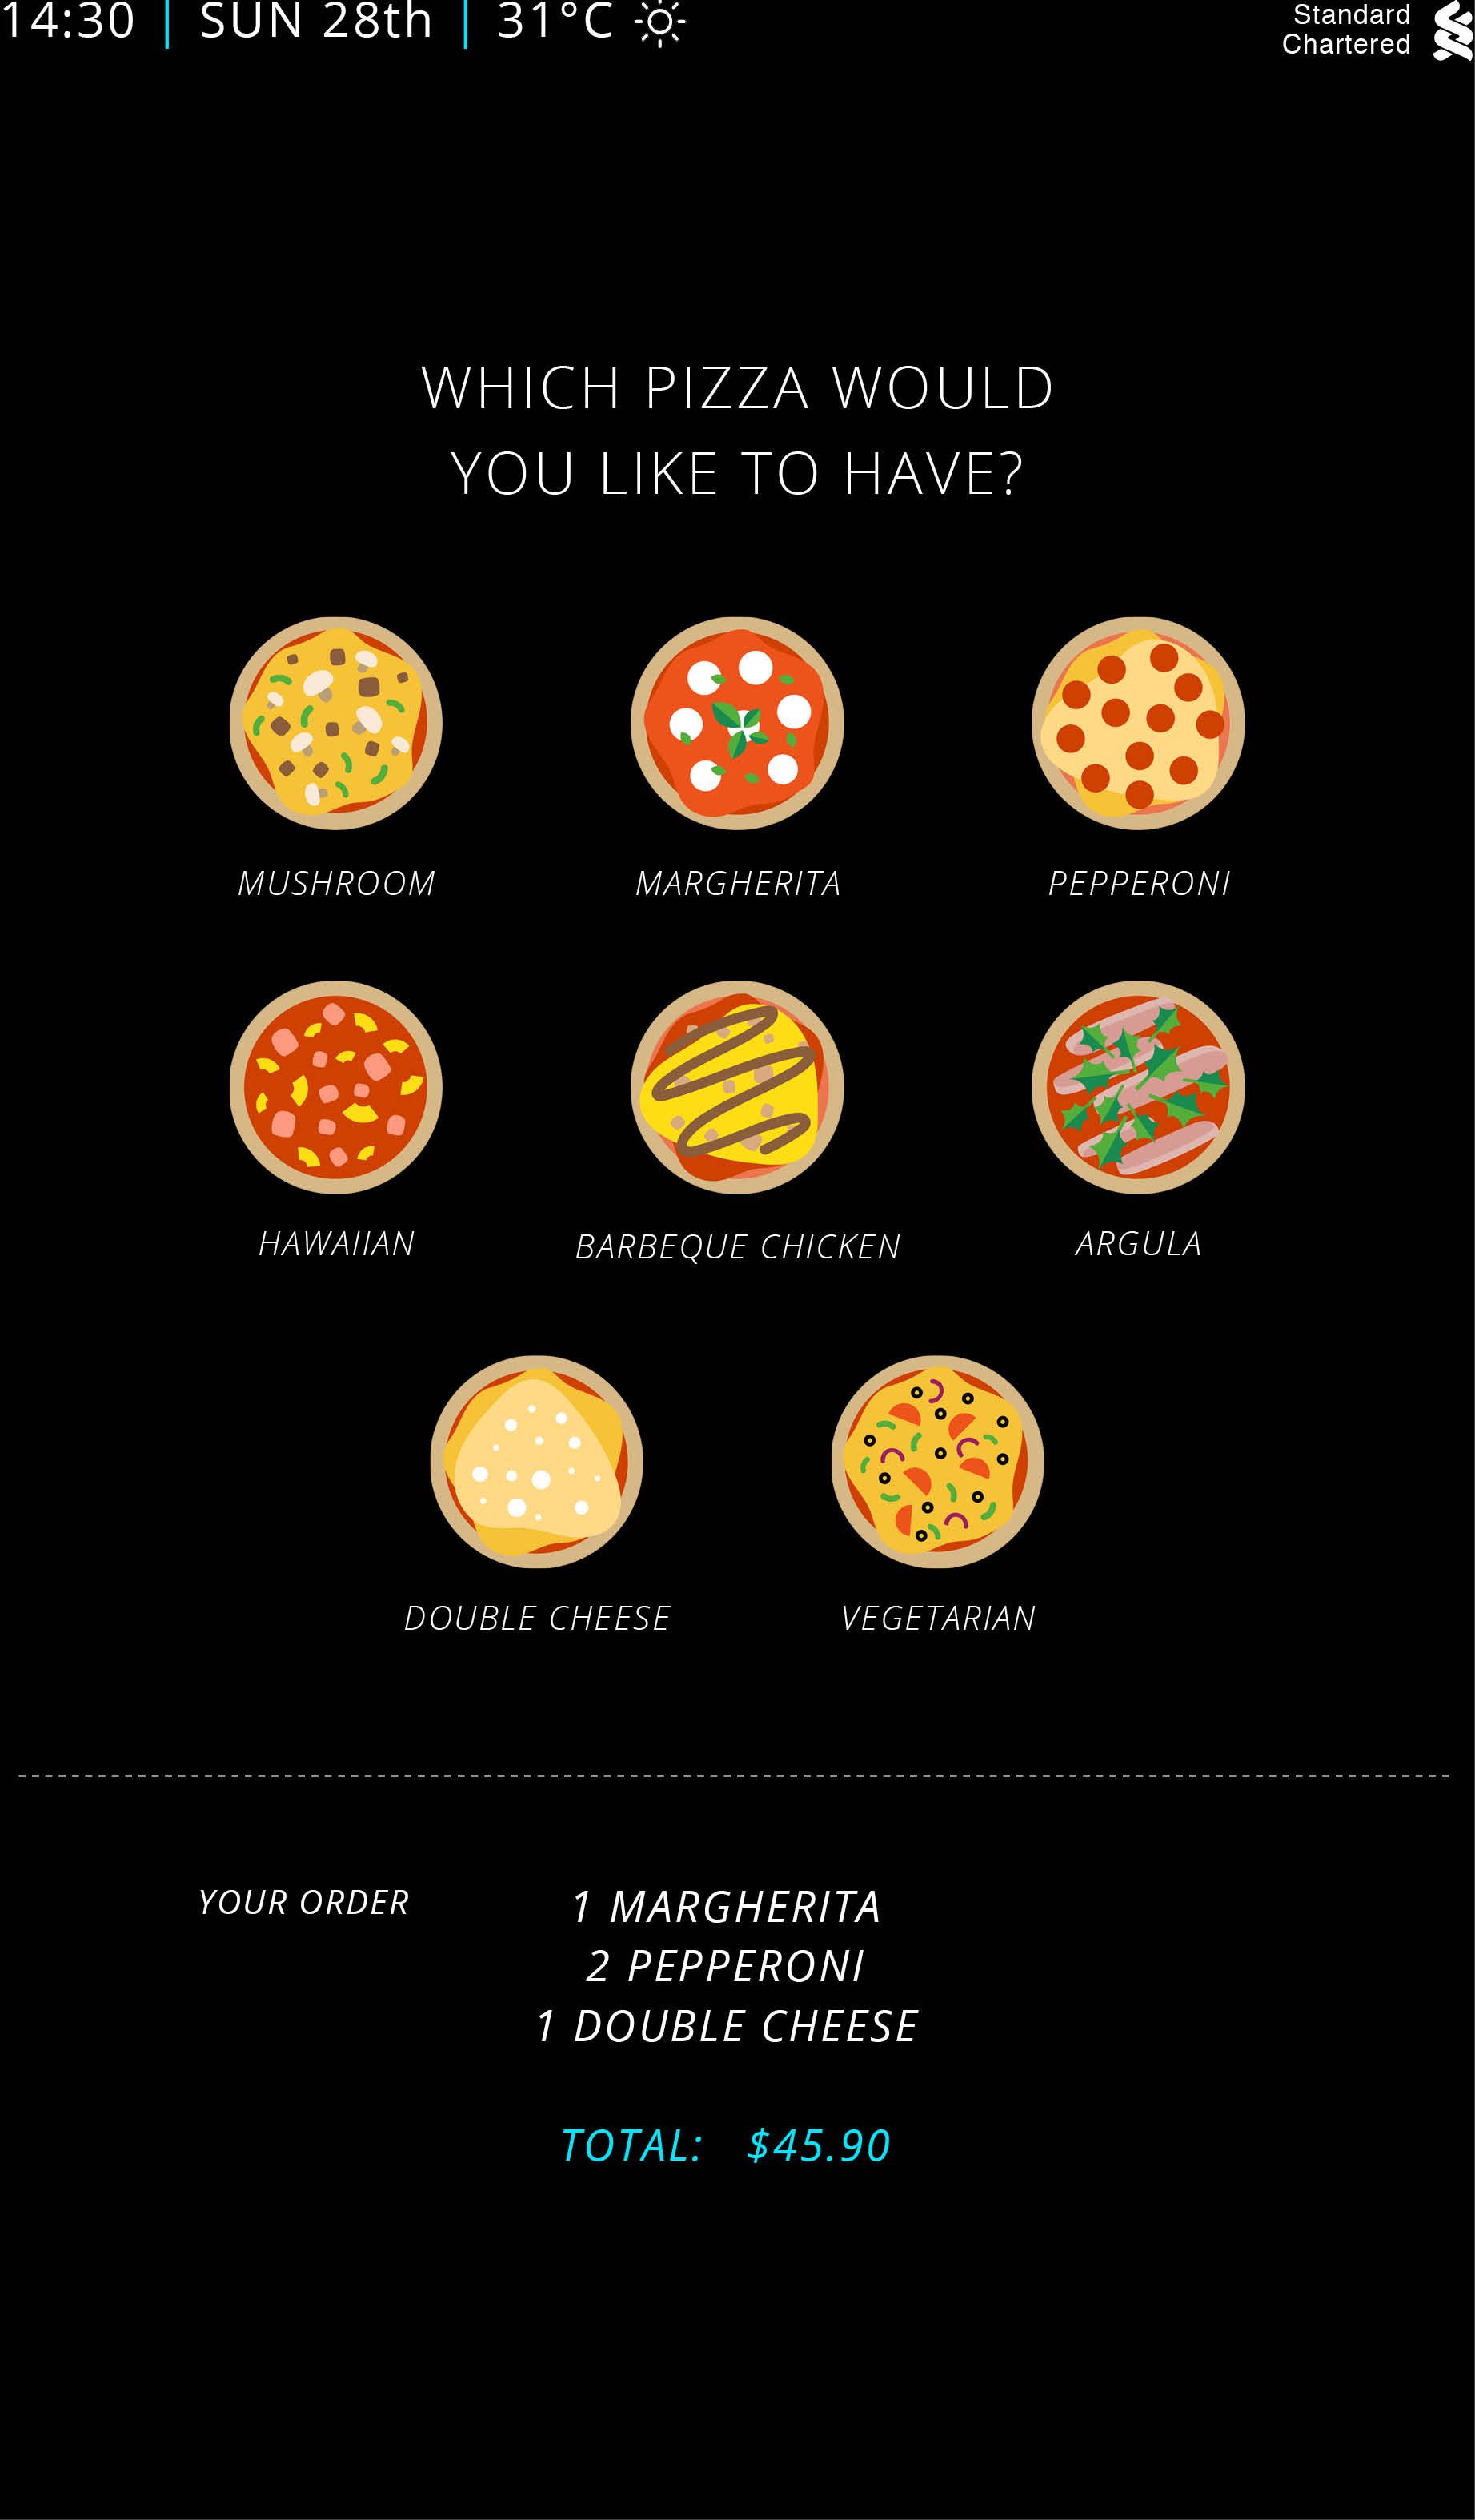 14:30 | SUN 28th | 31°C
Standard
Chartered
WHICH PIZZA WOULD
YOU LIKE TO HAVE?
MUSHROOM
MARGHERITA
PEPPERONI
HAWAIIAN
BARBEQUE CHICKEN
ARGULA
DOUBLE CHEESE
VEGETARIAN
YOUR ORDER
1 MARGHERITA
2 PEPPERONI
1 DOUBLE CHEESE
TOTAL: $45.90